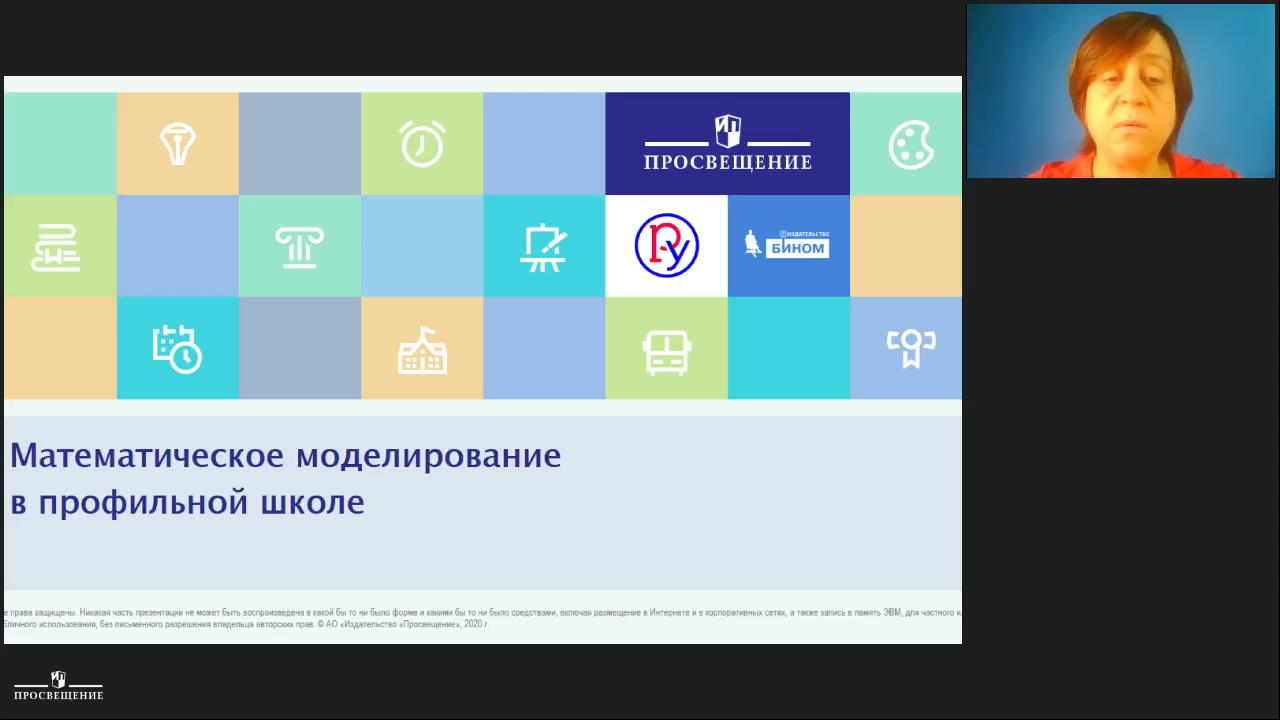 ПРОСВЕЩЕНИЕ
ИЗДАТЕЛЬСТВО
БИНОМ
Математическое моделирование
в профильной школе
е права защищены. Никакая часть презентации не может быть воспроизведена в какой бы то ни было форме и какими бы то ни было средствами, включая размещение в Интернете и в корпоративных сетях, а также запись в память ЭВМ, для частного и
бличного использования, без письменного разрешения владельца авторских прав. © АО «Издательство «Просвещение», 2020 г.
ПРОСВЕЩЕНИЕ